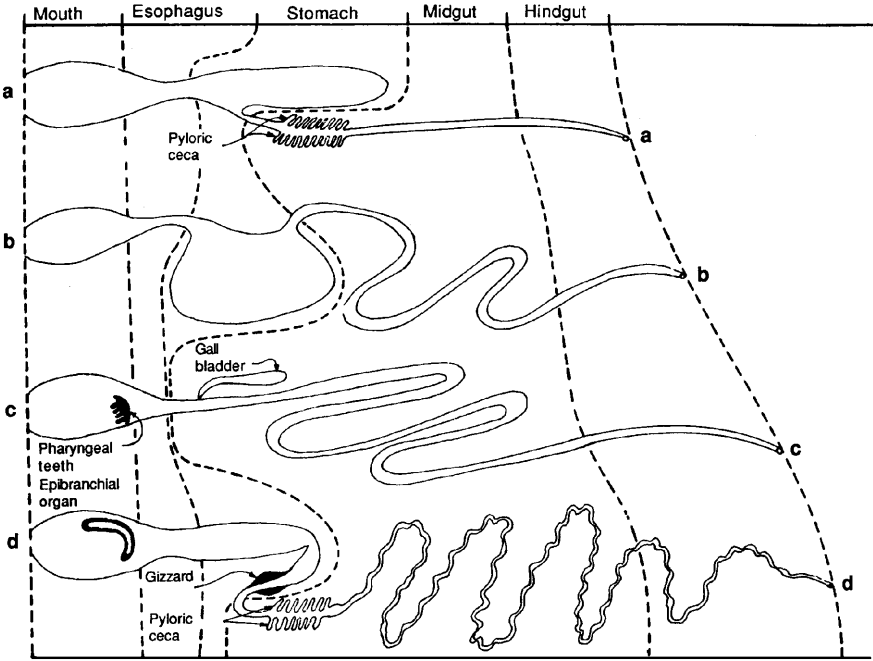 Mouth Esophagus Stomach Midgut Hindgut
a
Pyloric
ceca
a
b
b
Gall
bladder
c
Pharyngeal
teeth
Epibranchial
organ
c
d
Gizzard
Pyloric
ceca
d